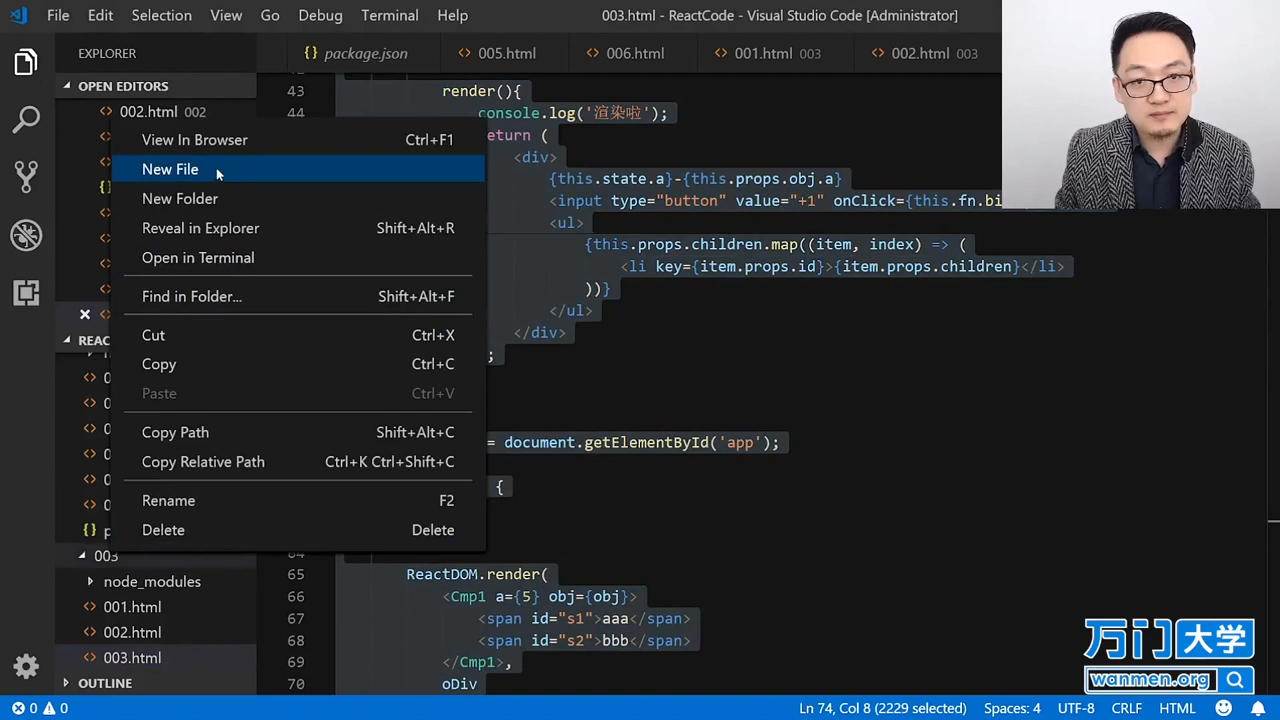 File Edit Selection View Go Debug Terminal Help
003.html - ReactCode - Visual Studio Code [Administrator]
EXPLORER
package.json
005.html
006.html
001.html 003
002.html 003
OPEN EDITORS
002.html 002
View In Browser Ctrl+F1
New File
New Folder
Reveal in Explorer Shift+Alt+R
Open in Terminal
Find in Folder... Shift+Alt+F
Cut Ctrl+X
Copy Ctrl+C
Paste Ctrl+V
Copy Path Shift+Alt+C
Copy Relative Path Ctrl+K Ctrl+Shift+C
Rename F2
Delete Delete
003
node_modules
001.html
002.html
003.html
OUTLINE
43 render(){
44 console.log('渲染啦');
<div>
{this.state.a}-{this.props.obj.a}
<input type="button" value="+1" onClick={this.fn.bi
<ul>
{this.props.children.map((item, index) => (
<li key={item.props.id}>{item.props.children}</li>
))}
</ul>
</div>
;
= document.getElementById('app');
{
65 ReactDOM.render(
66 <Cmp1 a={5} obj={obj}>
67 <span id="s1">aaa</span>
68 <span id="s2">bbb</span>
69 </Cmp1>,
70 oDiv
万门大学
wanmen.org
0 0
Ln 74, Col 8 (2229 selected) Spaces: 4 UTF-8 CRLF HTML